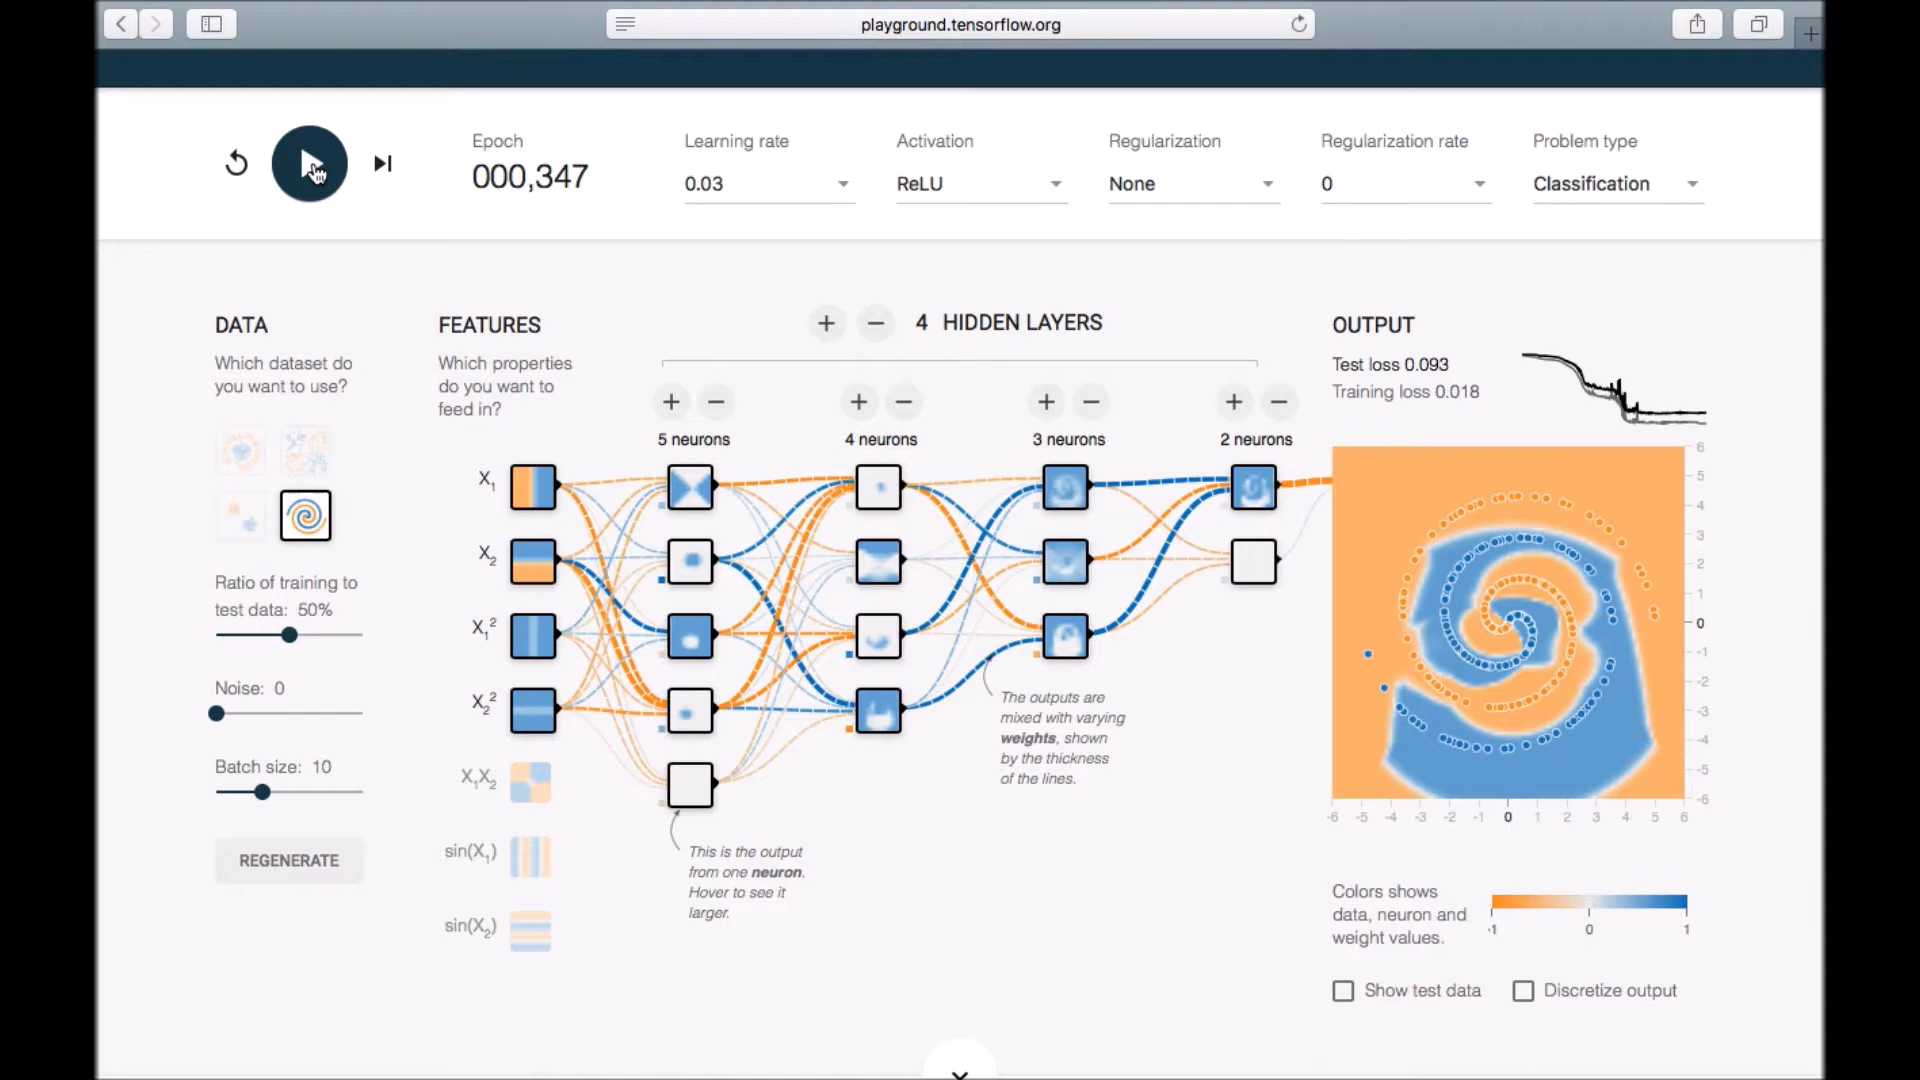 playground.tensorflow.org
Epoch
000,347
Learning rate
0.03
Activation
ReLU
Regularization
None
Regularization rate
0
Problem type
Classification
DATA
Which dataset do
you want to use?
Ratio of training to
test data: 50%
Noise: 0
Batch size: 10
REGENERATE
FEATURES
Which properties
do you want to
feed in?
X1
X2
X1²
X2²
X1X2
sin(X1)
sin(X2)
+ − 4 HIDDEN LAYERS
+ −
5 neurons
+ −
4 neurons
+ −
3 neurons
+ −
2 neurons
This is the output
from one neuron.
Hover to see it
larger.
The outputs are
mixed with varying
weights, shown
by the thickness
of the lines.
OUTPUT
Test loss 0.093
Training loss 0.018
6
5
4
3
2
1
0
-1
-2
-3
-4
-5
-6
-6 -5 -4 -3 -2 -1 0 1 2 3 4 5 6
Colors shows
data, neuron and
weight values.
-1 0 1
Show test data
Discretize output